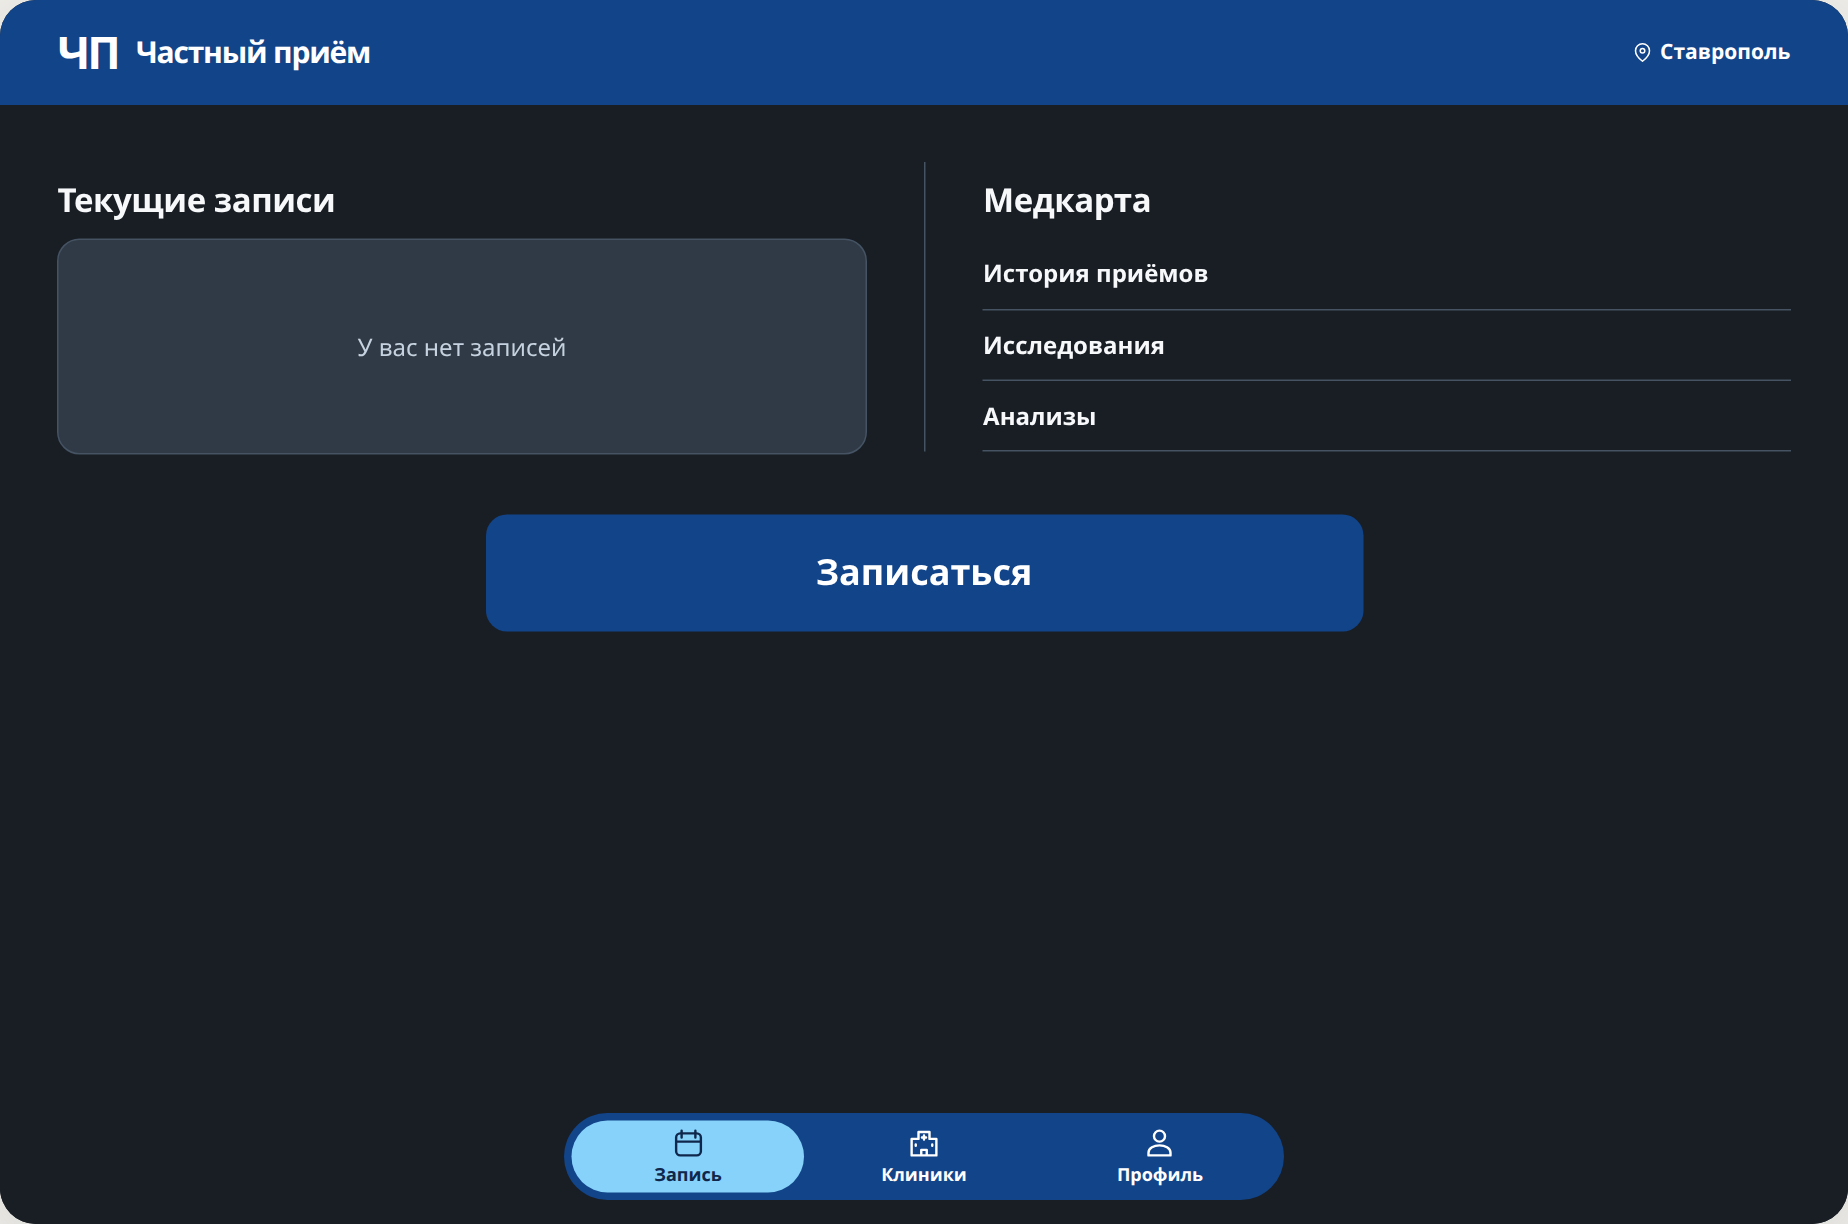 ЧП Частный приём
Ставрополь
Текущие записи
У вас нет записей
Медкарта
История приёмов
Исследования
Анализы
Записаться
Запись
Клиники
Профиль